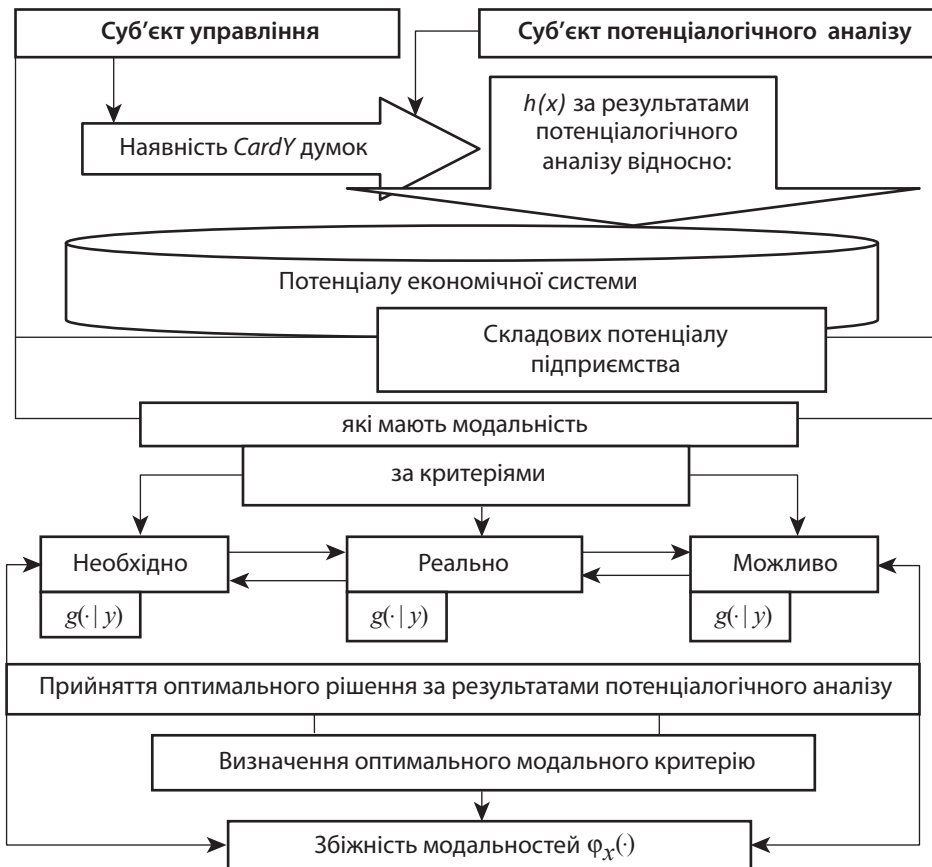 Суб’єкт управління
Суб’єкт потенціалогічного аналізу
Наявність CardY думок
h(x) за результатами
потенціалогічного
аналізу відносно:
Потенціалу економічної системи
Складових потенціалу
підприємства
які мають модальність
за критеріями
Необхідно
Реально
Можливо
g(· | y)
g(· | y)
g(· | y)
Прийняття оптимального рішення за результатами потенціалогічного аналізу
Визначення оптимального модального критерію
Збіжність модальностей φx(·)